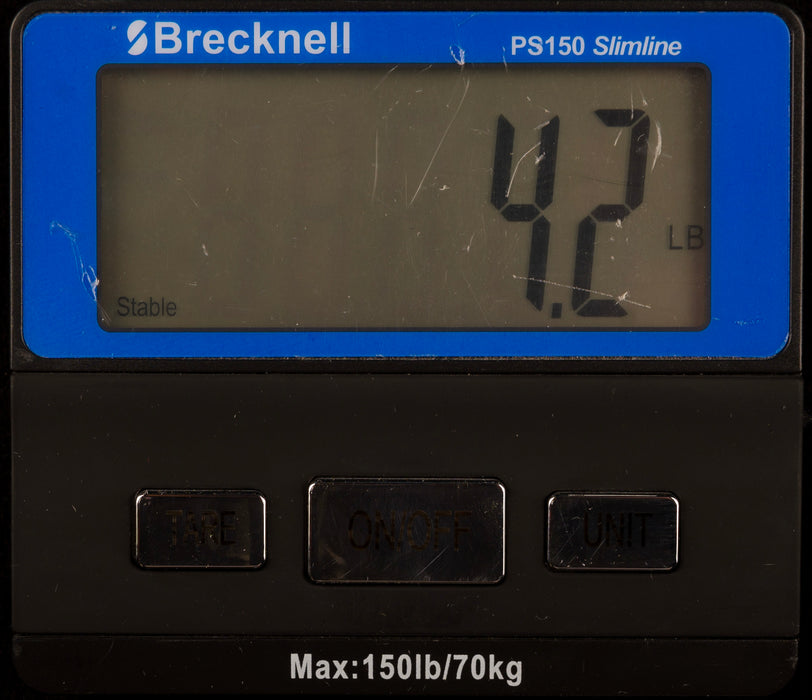 Brecknell
PS150 Slimline
4.2
LB
Stable
TARE
ON/OFF
UNIT
Max:150lb/70kg